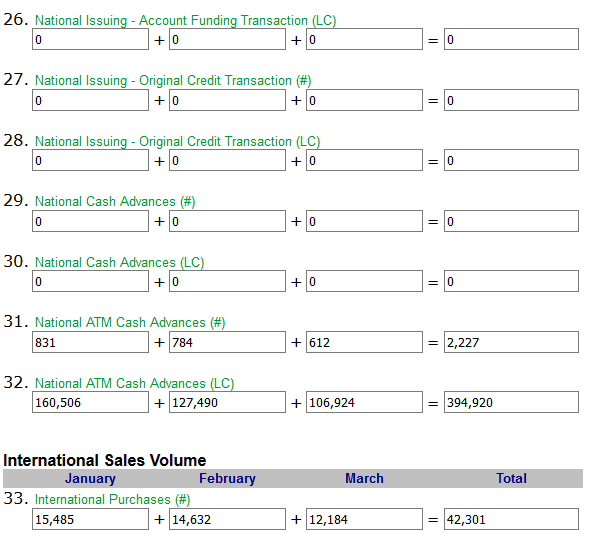 26. National Issuing - Account Funding Transaction (LC)
0 + 0 + 0 = 0
27. National Issuing - Original Credit Transaction (#)
0 + 0 + 0 = 0
28. National Issuing - Original Credit Transaction (LC)
0 + 0 + 0 = 0
29. National Cash Advances (#)
0 + 0 + 0 = 0
30. National Cash Advances (LC)
0 + 0 + 0 = 0
31. National ATM Cash Advances (#)
831 + 784 + 612 = 2,227
32. National ATM Cash Advances (LC)
160,506 + 127,490 + 106,924 = 394,920
International Sales Volume
January February March Total
33. International Purchases (#)
15,485 + 14,632 + 12,184 = 42,301